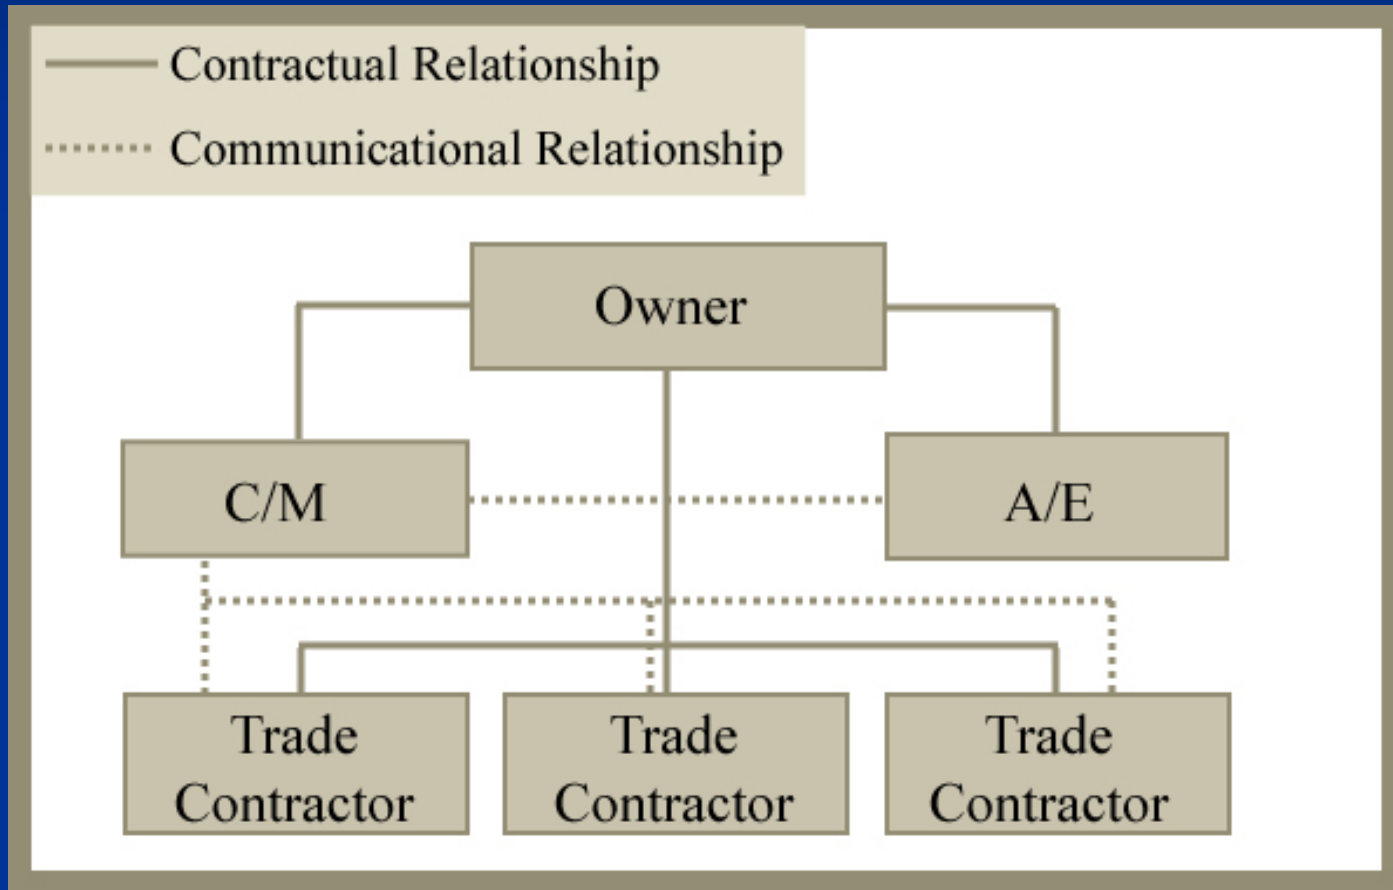 Contractual Relationship
Communicational Relationship
Owner
C/M
A/E
Trade
Contractor
Trade
Contractor
Trade
Contractor